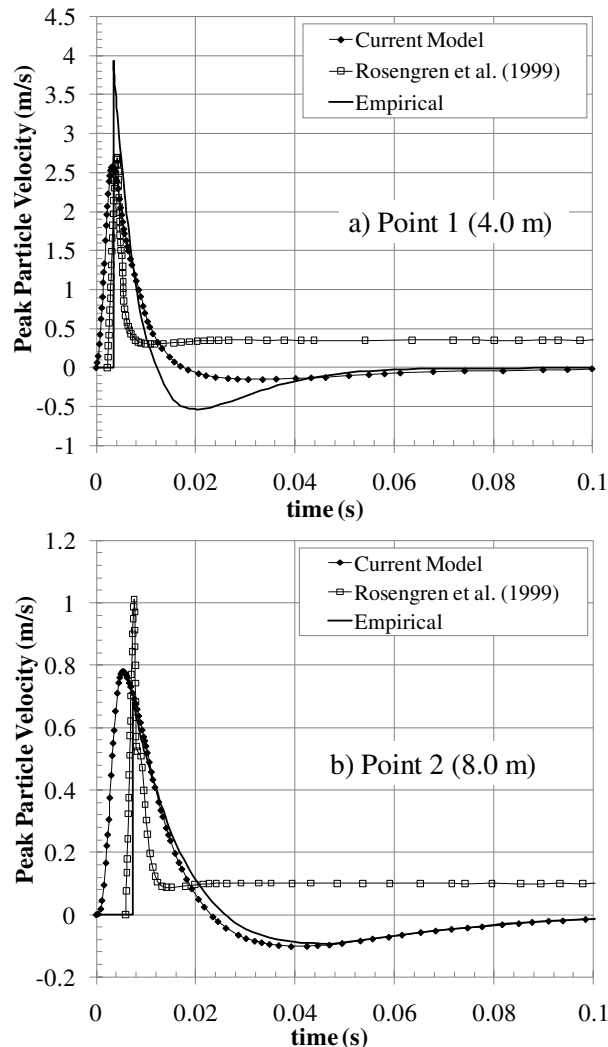 4.5
4
3.5
3
2.5
2
1.5
1
0.5
0
-0.5
-1
Peak Particle Velocity (m/s)
Current Model
Rosengren et al. (1999)
Empirical
a) Point 1 (4.0 m)
0 0.02 0.04 0.06 0.08 0.1
time (s)
1.2
1
0.8
0.6
0.4
0.2
0
-0.2
Peak Particle Velocity (m/s)
Current Model
Rosengren et al. (1999)
Empirical
b) Point 2 (8.0 m)
0 0.02 0.04 0.06 0.08 0.1
time (s)